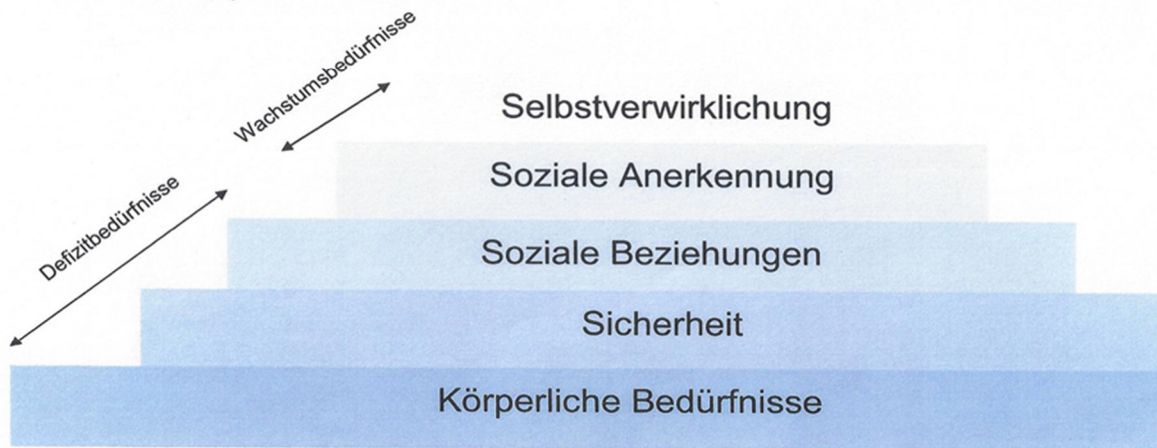 Wachstumsbedürfnisse
Defizitbedürfnisse
Selbstverwirklichung
Soziale Anerkennung
Soziale Beziehungen
Sicherheit
Körperliche Bedürfnisse